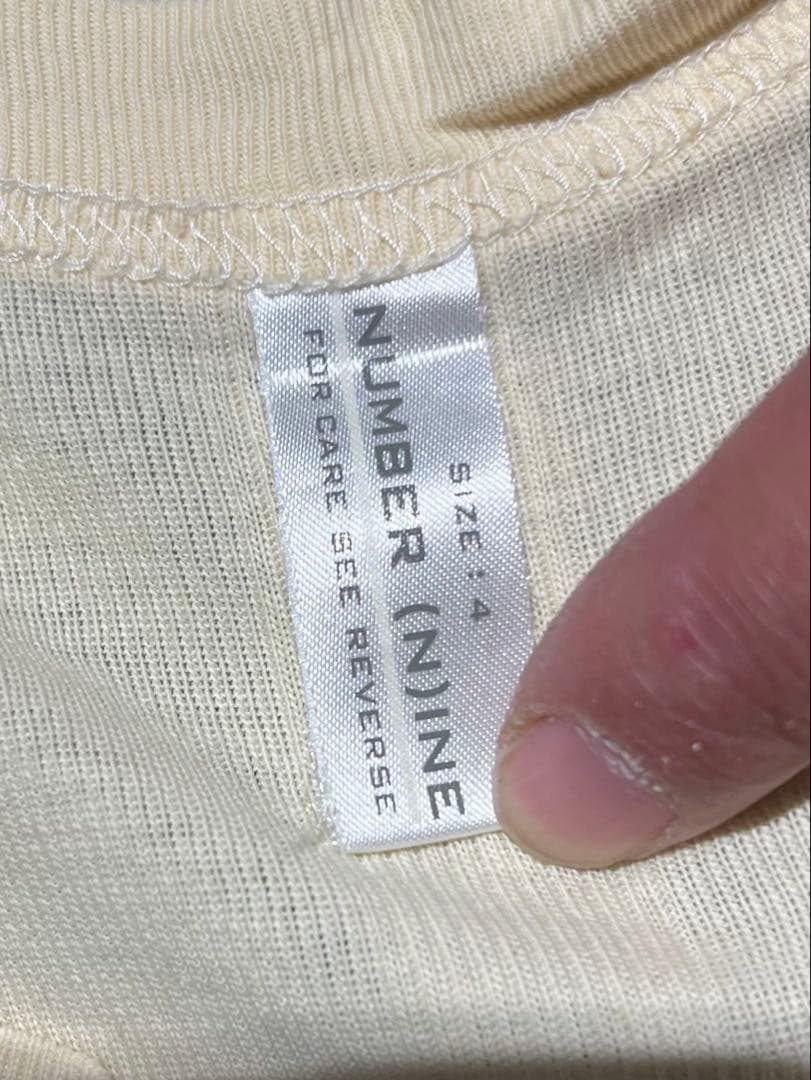 SIZE : 4
NUMBER (N)INE
FOR CARE SEE REVERSE